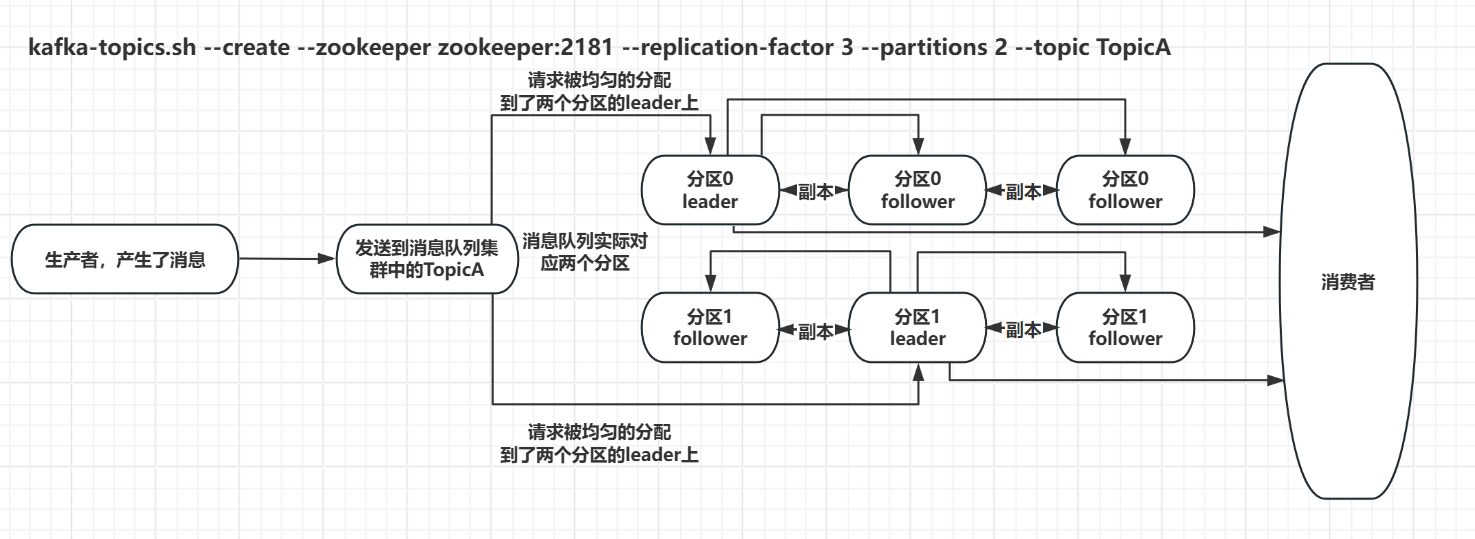 kafka-topics.sh --create --zookeeper zookeeper:2181 --replication-factor 3 --partitions 2 --topic TopicA
请求被均匀的分配
到了两个分区的leader上
分区0
leader
副本
分区0
follower
副本
分区0
follower
生产者，产生了消息
发送到消息队列集
群中的TopicA
消息队列实际对
应两个分区
消费者
分区1
follower
副本
分区1
leader
副本
分区1
follower
请求被均匀的分配
到了两个分区的leader上